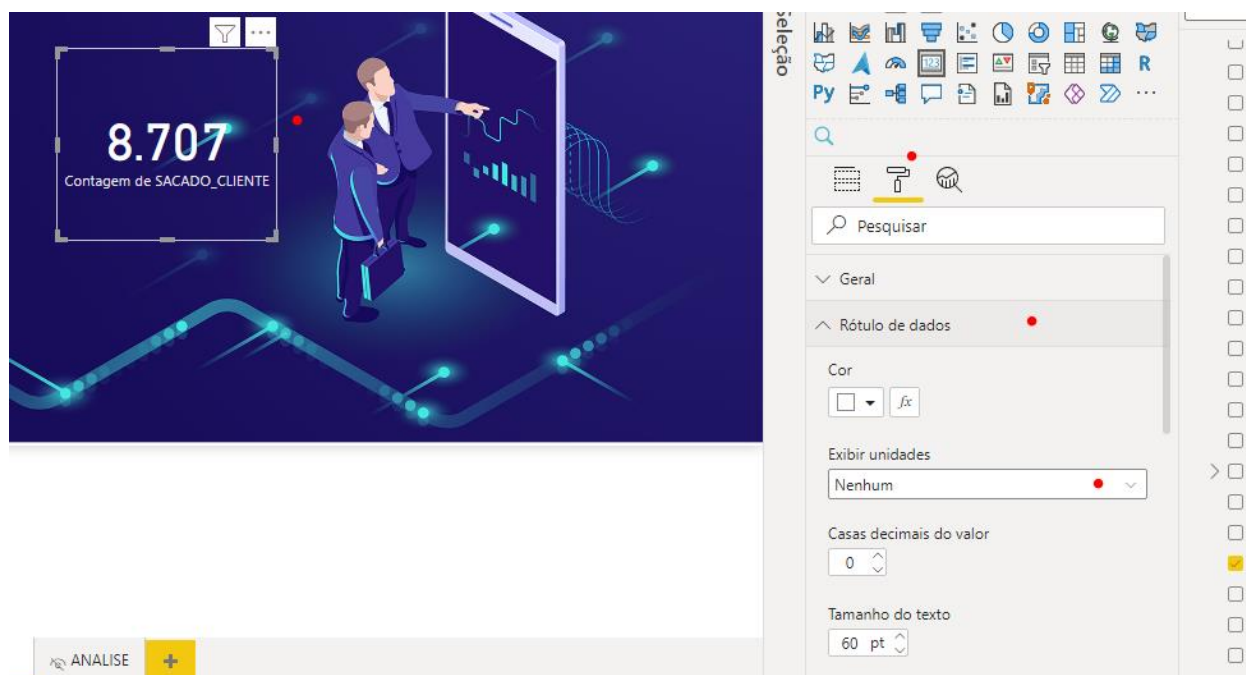 8.707
Contagem de SACADO_CLIENTE
ANALISE
+
Seleção
123
R
Py
...
Pesquisar
Geral
Rótulo de dados
Cor
fx
Exibir unidades
Nenhum
Casas decimais do valor
0
Tamanho do texto
60 pt